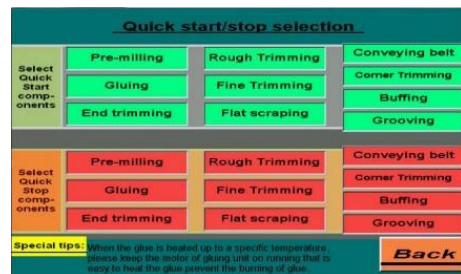 Quick start/stop selection
Select
Quick
Start
comp-
onents
Pre-milling
Rough Trimming
Conveying belt
Gluing
Fine Trimming
Corner Trimming
End trimming
Flat scraping
Buffing
Grooving
Select
Quick
Stop
comp-
onents
Pre-milling
Rough Trimming
Conveying belt
Gluing
Fine Trimming
Corner Trimming
End trimming
Flat scraping
Buffing
Grooving
Special tips:
When the glue is heated up to a specific temperature,
please keep the motor of gluing unit on running that is
easy to heat the glue prevent the burning of glue.
Back